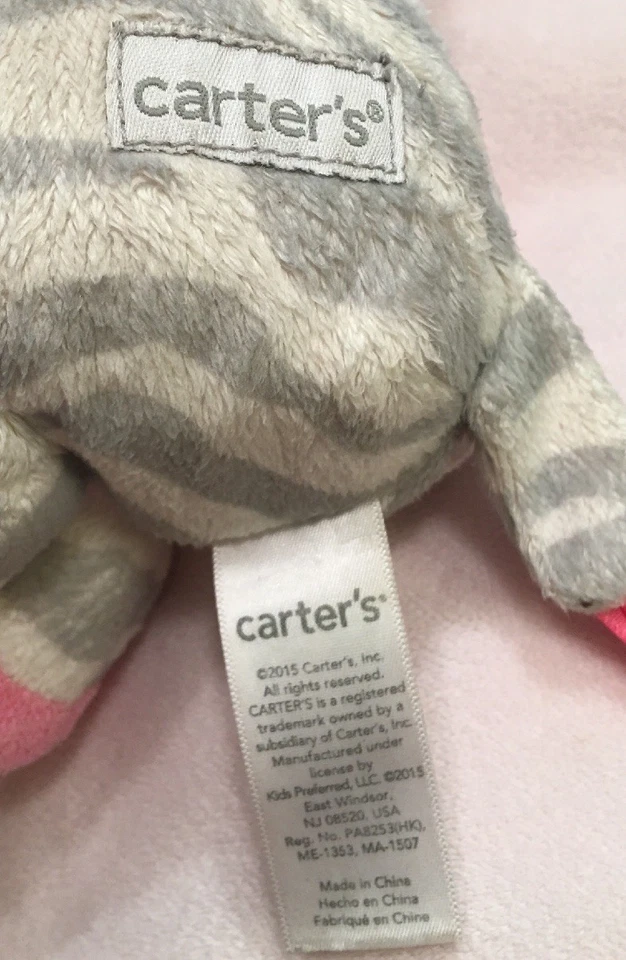 carter's®
carter's®
©2015 Carter's, Inc.
All rights reserved.
CARTER'S is a registered
trademark owned by a
subsidiary of Carter's, Inc.
Manufactured under
license by
Kids Preferred, LLC. ©2015
East Windsor,
NJ 08520, USA
Reg. No. PA8253(HK),
ME-1353, MA-1507
Made in China
Hecho en China
Fabriqué en Chine